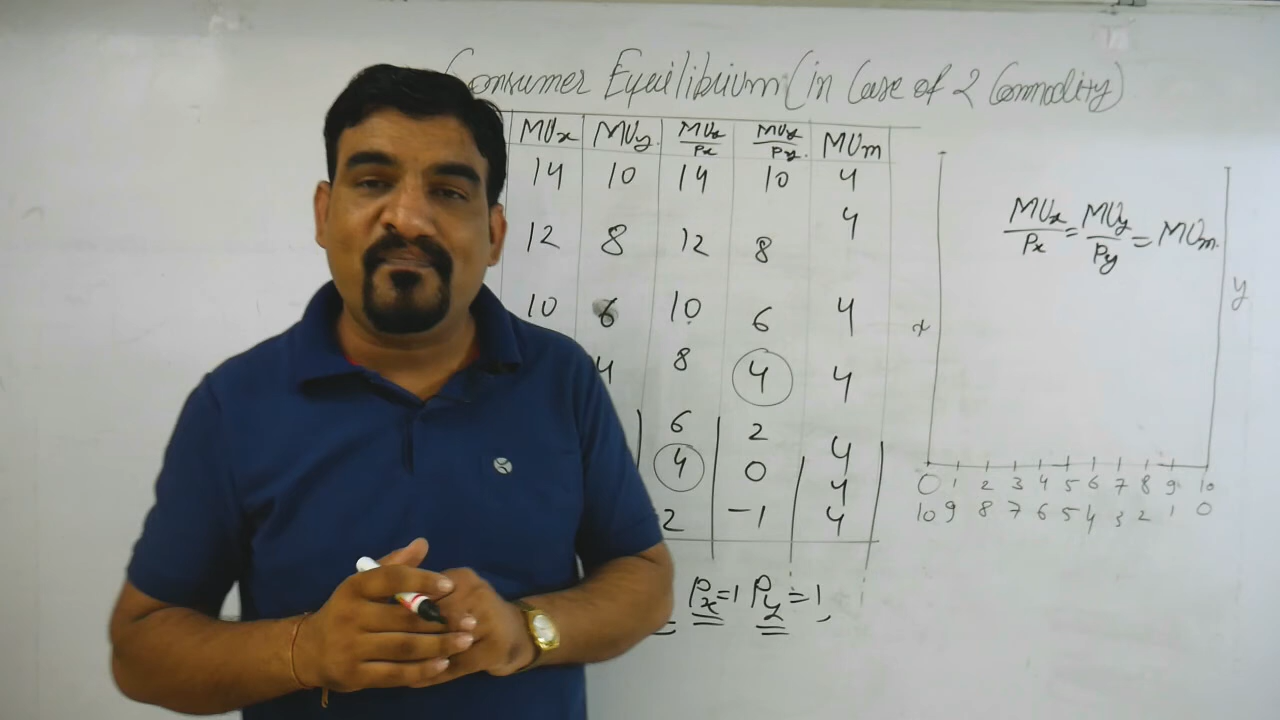 Consumer Equilibrium (in Case of 2 Commodity)
MUx MUy MUx/Px MUy/Py. MUm
14 10 14 10 4
12 8 12 8 4
10 6 10 6 4
4 8 4 4
6 2 4
4 0 4
2 -1 4
Px=1 Py=1,
MUx/Px = MUy/Py = MUm.
x
y
0 1 2 3 4 5 6 7 8 9 10
10 9 8 7 6 5 4 3 2 1 0